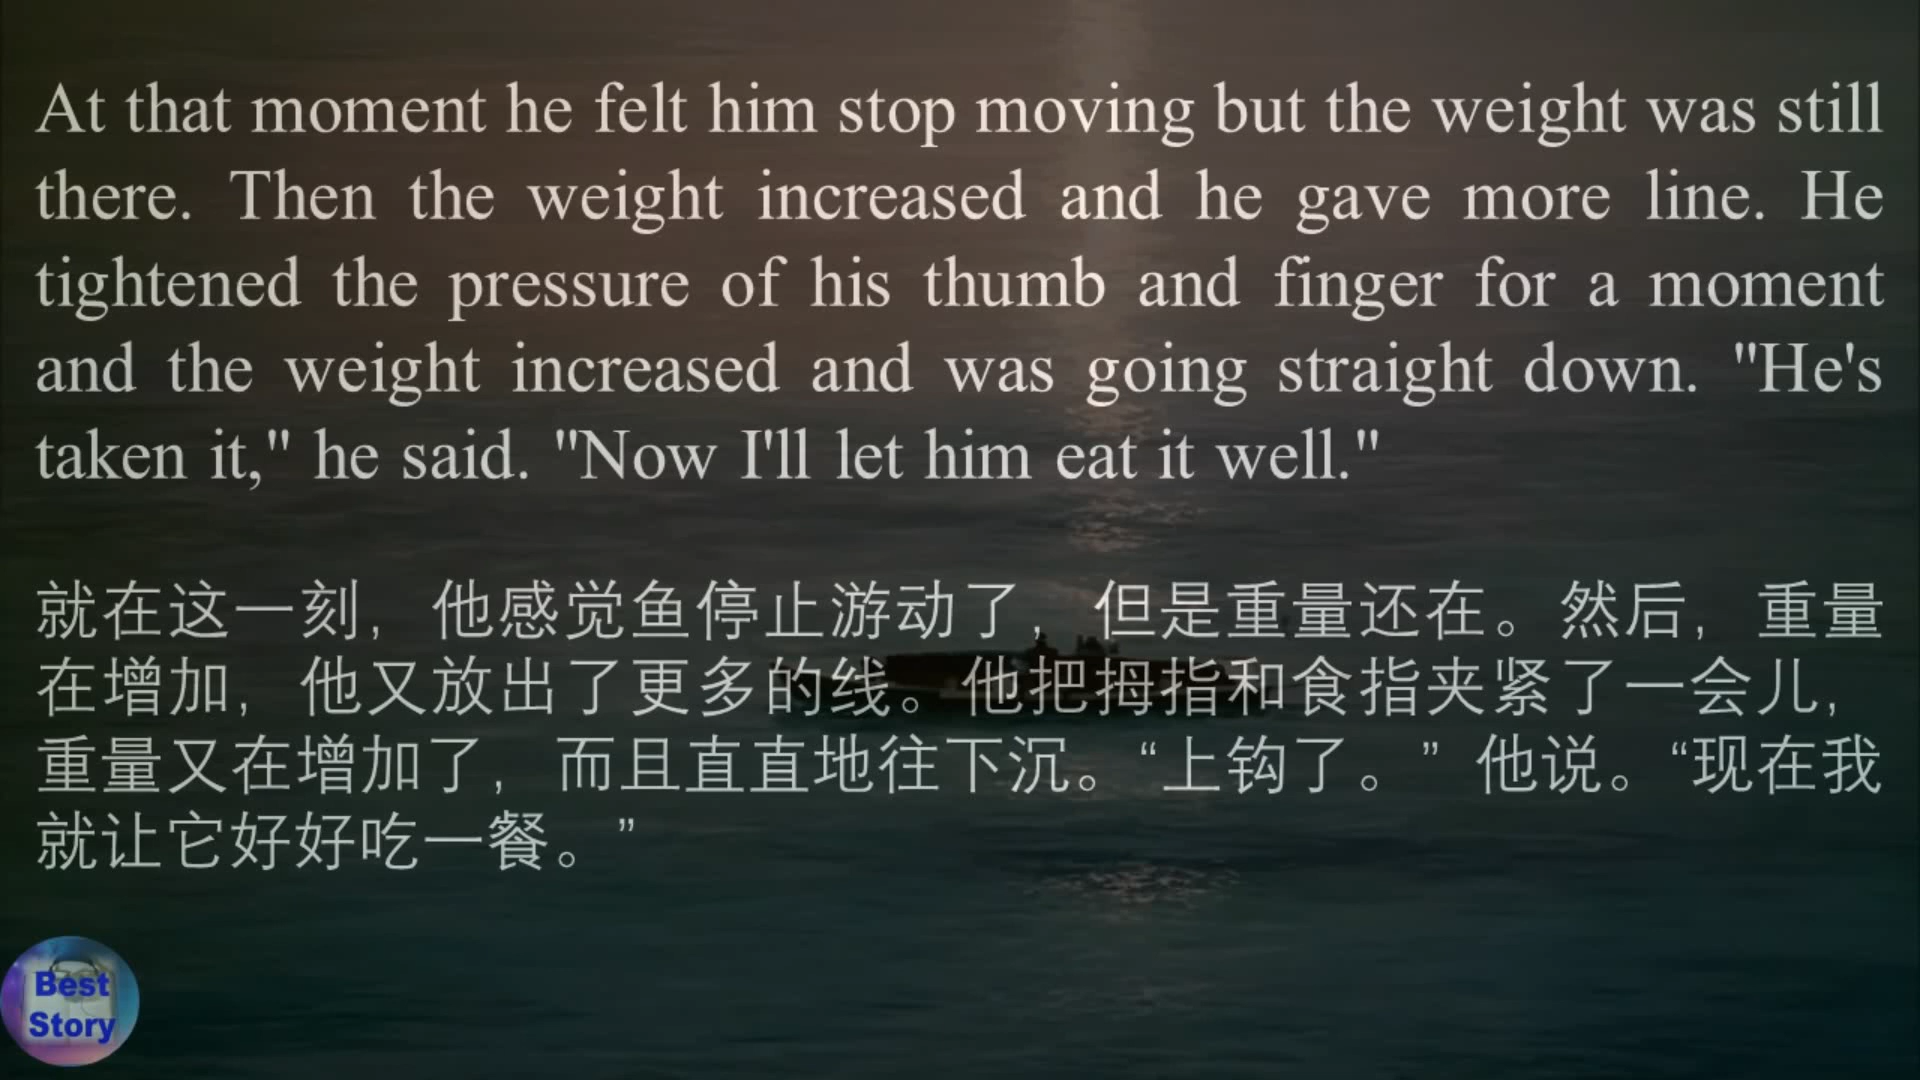 At that moment he felt him stop moving but the weight was still
there. Then the weight increased and he gave more line. He
tightened the pressure of his thumb and finger for a moment
and the weight increased and was going straight down. "He's
taken it," he said. "Now I'll let him eat it well."
就在这一刻，他感觉鱼停止游动了，但是重量还在。然后，重量
在增加，他又放出了更多的线。他把拇指和食指夹紧了一会儿，
重量又在增加了，而且直直地往下沉。“上钩了。”他说。“现在我
就让它好好吃一餐。”
Best
Story